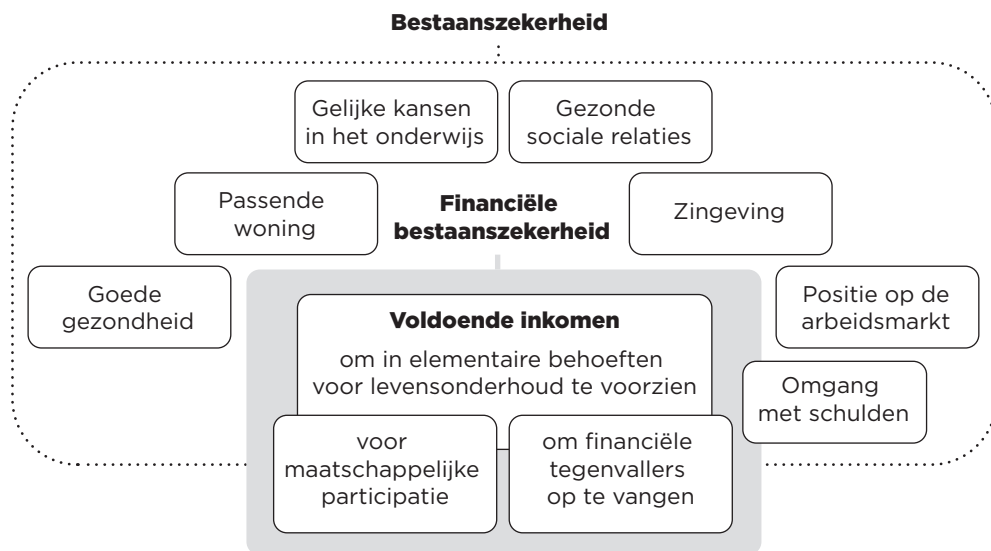 Bestaanszekerheid
Gelijke kansen
in het onderwijs
Gezonde
sociale relaties
Passende
woning
Financiële
bestaanszekerheid
Zingeving
Goede
gezondheid
Voldoende inkomen
om in elementaire behoeften
voor levensonderhoud te voorzien
Positie op de
arbeidsmarkt
Omgang
met schulden
voor
maatschappelijke
participatie
om financiële
tegenvallers
op te vangen